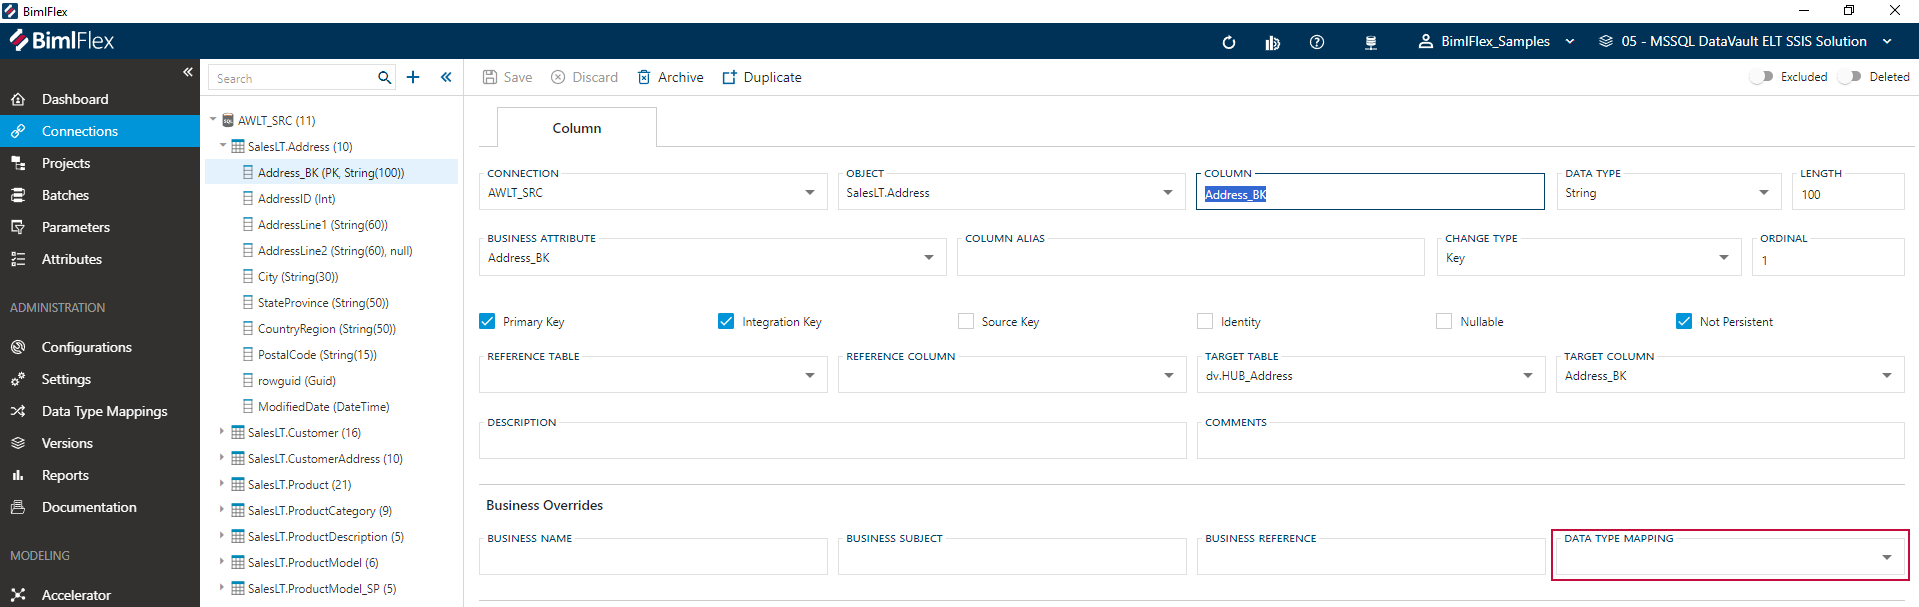 BimlFlex
BimlFlex
BimlFlex_Samples
05 - MSSQL DataVault ELT SSIS Solution
Dashboard
Connections
Projects
Batches
Parameters
Attributes
ADMINISTRATION
Configurations
Settings
Data Type Mappings
Versions
Reports
Documentation
MODELING
Accelerator
Search
AWLT_SRC (11)
SalesLT.Address (10)
Address_BK (PK, String(100))
AddressID (Int)
AddressLine1 (String(60))
AddressLine2 (String(60), null)
City (String(30))
StateProvince (String(50))
CountryRegion (String(50))
PostalCode (String(15))
rowguid (Guid)
ModifiedDate (DateTime)
SalesLT.Customer (16)
SalesLT.CustomerAddress (10)
SalesLT.Product (21)
SalesLT.ProductCategory (9)
SalesLT.ProductDescription (5)
SalesLT.ProductModel (6)
SalesLT.ProductModel_SP (5)
Save Discard Archive Duplicate Excluded Deleted
Column
CONNECTION OBJECT COLUMN DATA TYPE LENGTH
AWLT_SRC SalesLT.Address Address_BK String 100
BUSINESS ATTRIBUTE COLUMN ALIAS CHANGE TYPE ORDINAL
Address_BK Key 1
Primary Key Integration Key Source Key Identity Nullable Not Persistent
REFERENCE TABLE REFERENCE COLUMN TARGET TABLE TARGET COLUMN
dv.HUB_Address Address_BK
DESCRIPTION COMMENTS
Business Overrides
BUSINESS NAME BUSINESS SUBJECT BUSINESS REFERENCE DATA TYPE MAPPING